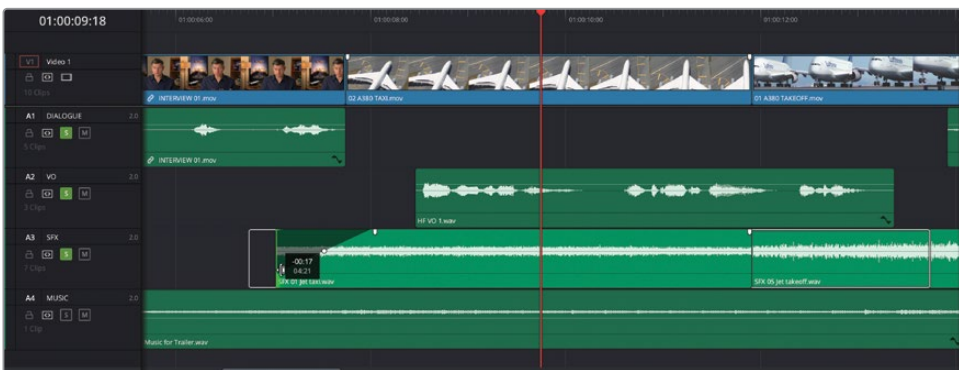 01:00:09:18
01:00:06:00
01:00:08:00
01:00:10:00
01:00:12:00
V1 Video 1
10 Clips
INTERVIEW 01.mov
02 A380 TAXI.mov
01 A380 TAKEOFF.mov
A1 DIALOGUE 2.0
S M
5 Clips
INTERVIEW 01.mov
A2 VO 2.0
S M
3 Clips
HF VO 1.wav
A3 SFX 2.0
S M
7 Clips
-00:17
04:21
SFX 01 Jet taxi.wav
SFX 05 Jet takeoff.wav
A4 MUSIC 2.0
S M
1 Clip
Music for Trailer.wav